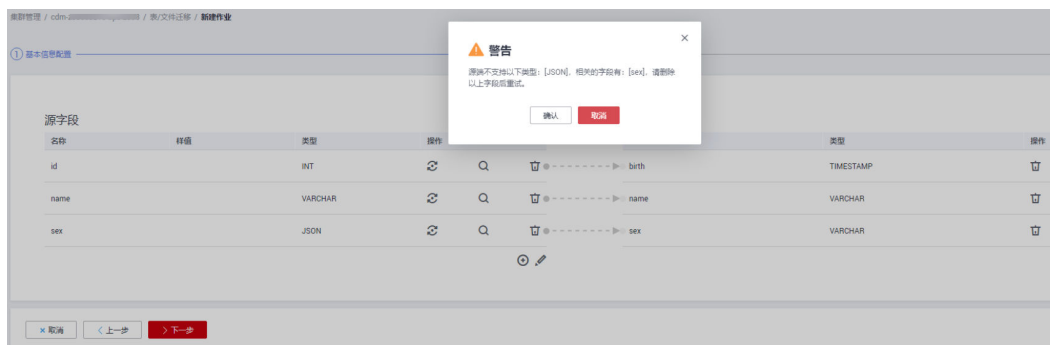 集群管理 / cdm- / 表/文件迁移 / 新建作业
1 基本信息配置
警告
源端不支持以下类型：[JSON]，相关的字段有：[sex]，请删除
以上字段后重试。
确认 取消
源字段
名称 样值 类型 操作 类型 操作
id INT birth TIMESTAMP
name VARCHAR name VARCHAR
sex JSON sex VARCHAR
× 取消 < 上一步 > 下一步